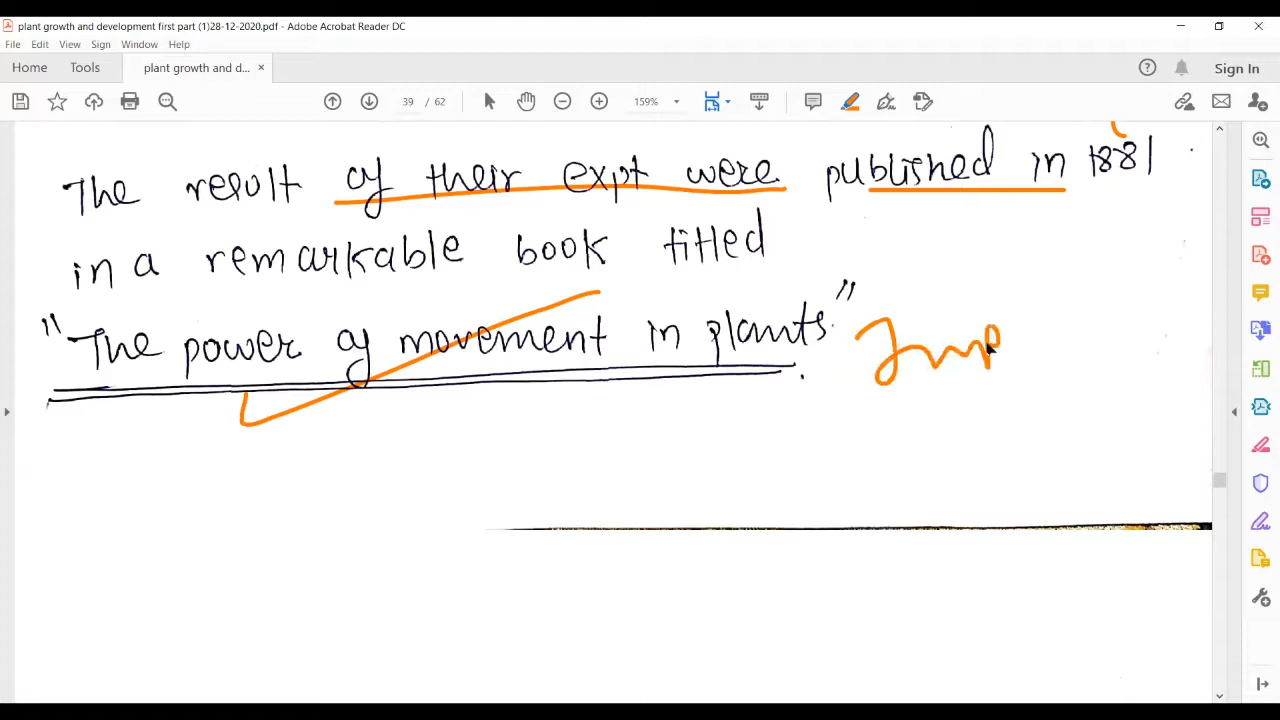 plant growth and development first part (1)28-12-2020.pdf - Adobe Acrobat Reader DC
File Edit View Sign Window Help
Home Tools plant growth and d... × Sign In
39 / 62 159%
The result of their expt were published in 1881.
in a remarkable book titled
"The power of movement in plants." Imp